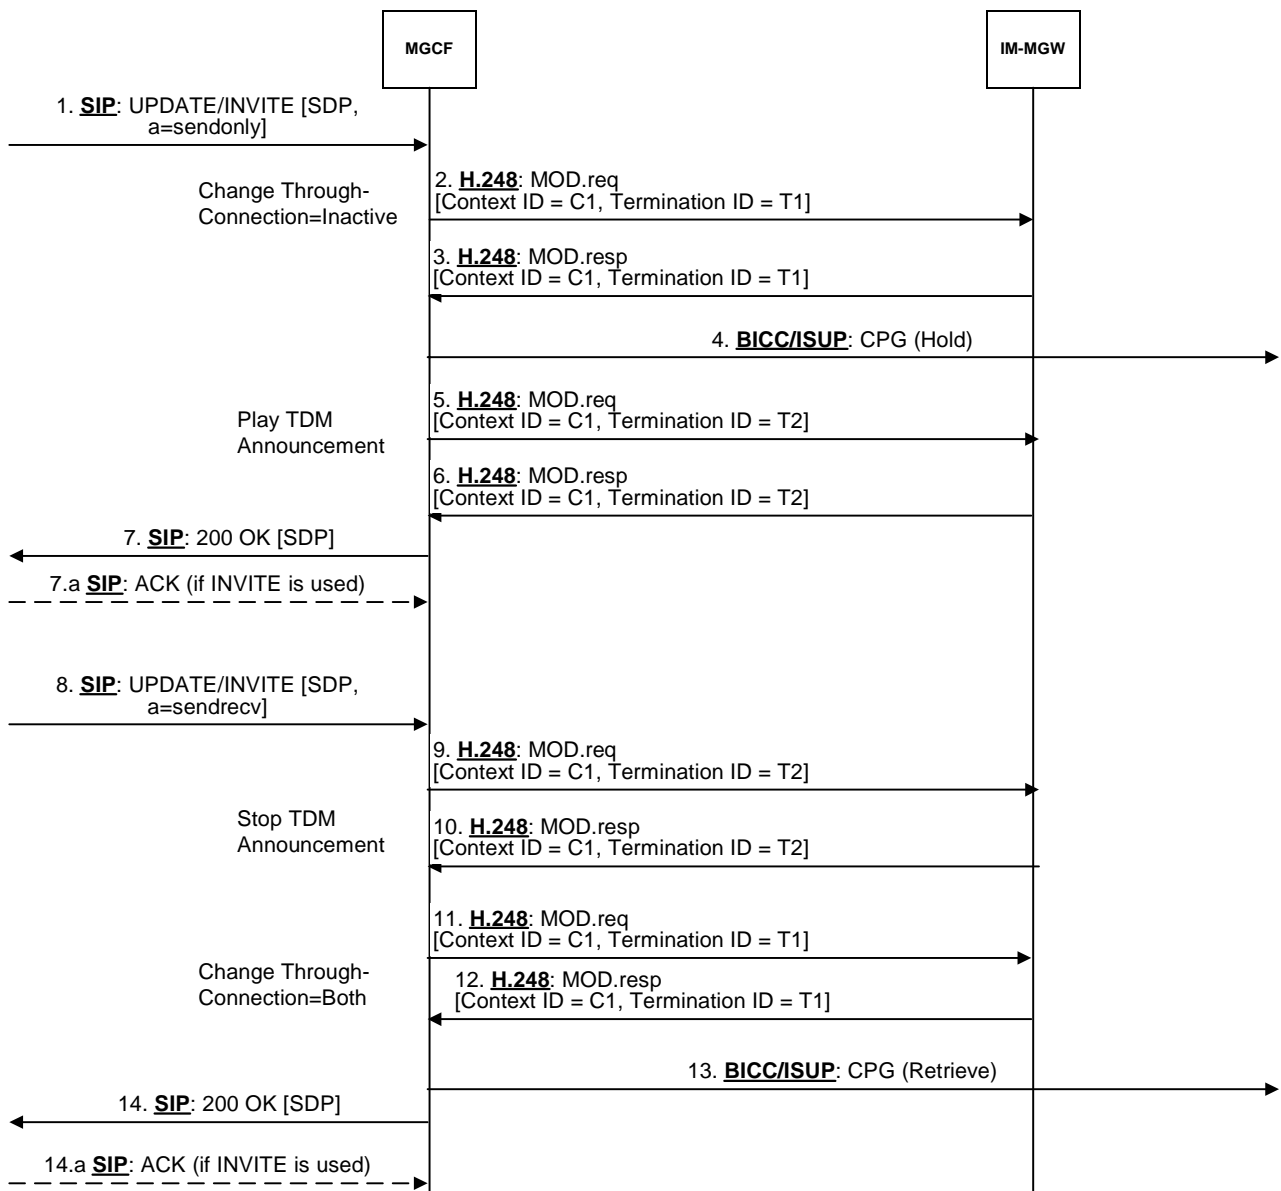 MGCF
IM-MGW
1. SIP: UPDATE/INVITE [SDP,
a=sendonly]
Change Through-
Connection=Inactive
2. H.248: MOD.req
[Context ID = C1, Termination ID = T1]
3. H.248: MOD.resp
[Context ID = C1, Termination ID = T1]
4. BICC/ISUP: CPG (Hold)
Play TDM
Announcement
5. H.248: MOD.req
[Context ID = C1, Termination ID = T2]
6. H.248: MOD.resp
[Context ID = C1, Termination ID = T2]
7. SIP: 200 OK [SDP]
7.a SIP: ACK (if INVITE is used)
8. SIP: UPDATE/INVITE [SDP,
a=sendrecv]
9. H.248: MOD.req
[Context ID = C1, Termination ID = T2]
Stop TDM
Announcement
10. H.248: MOD.resp
[Context ID = C1, Termination ID = T2]
11. H.248: MOD.req
[Context ID = C1, Termination ID = T1]
Change Through-
Connection=Both
12. H.248: MOD.resp
[Context ID = C1, Termination ID = T1]
13. BICC/ISUP: CPG (Retrieve)
14. SIP: 200 OK [SDP]
14.a SIP: ACK (if INVITE is used)